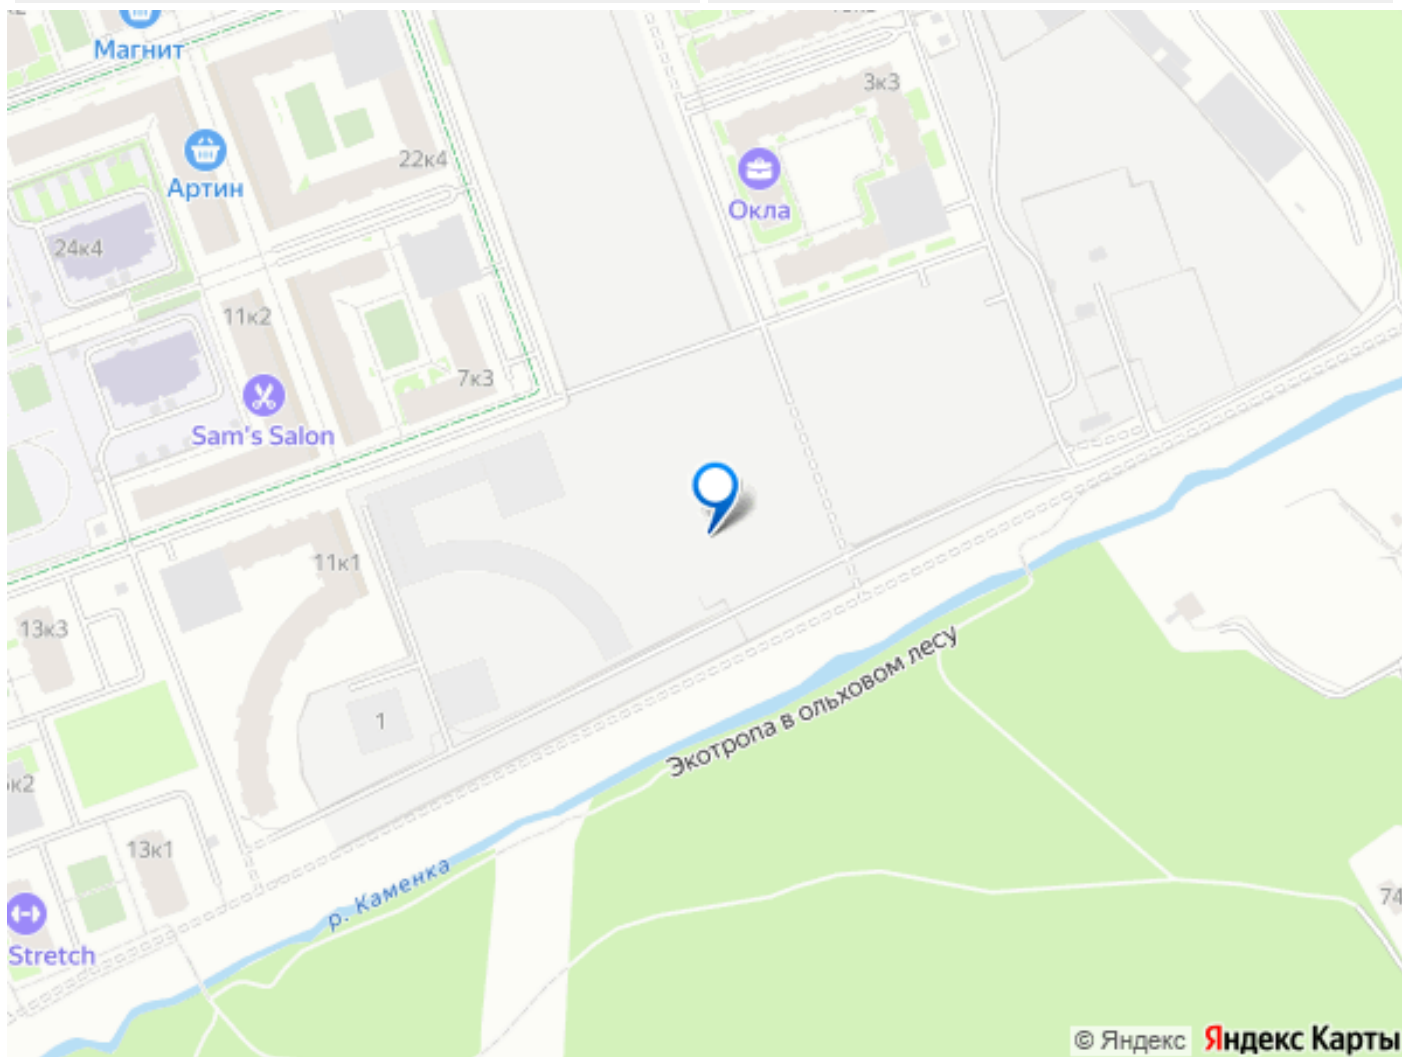 Магнит
3к3
22к4
Артин
Окла
24к4
11к2
7к3
Sam's Salon
11к1
13к3
Экотропа в ольховом лесу
1
к2
13к1
р. Каменка
74
Stretch
© Яндекс Яндекс Карты